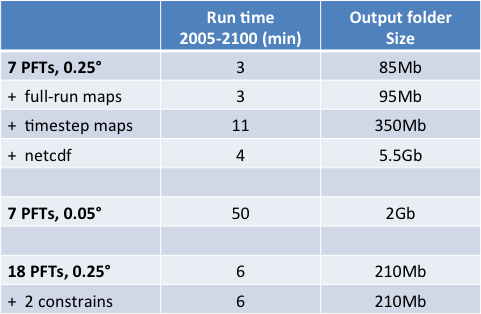 Run time Output folder
2005-2100 (min) Size
7 PFTs, 0.25° 3 85Mb
+ full-run maps 3 95Mb
+ timestep maps 11 350Mb
+ netcdf 4 5.5Gb
7 PFTs, 0.05° 50 2Gb
18 PFTs, 0.25° 6 210Mb
+ 2 constrains 6 210Mb